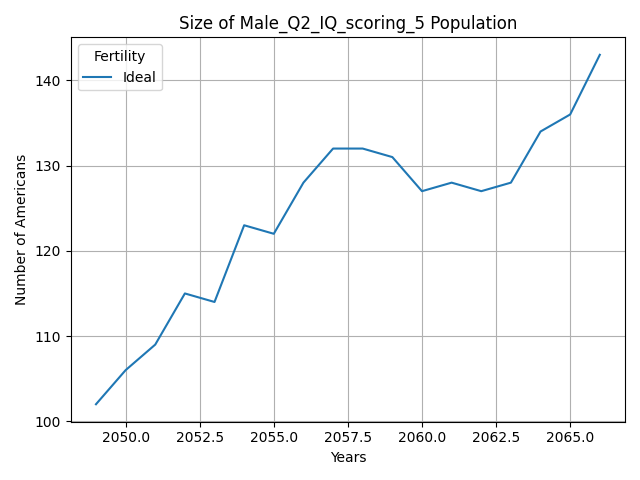 Size of Male_Q2_IQ_scoring_5 Population
Fertility
Ideal
Number of Americans
140
130
120
110
100
2050.0 2052.5 2055.0 2057.5 2060.0 2062.5 2065.0
Years